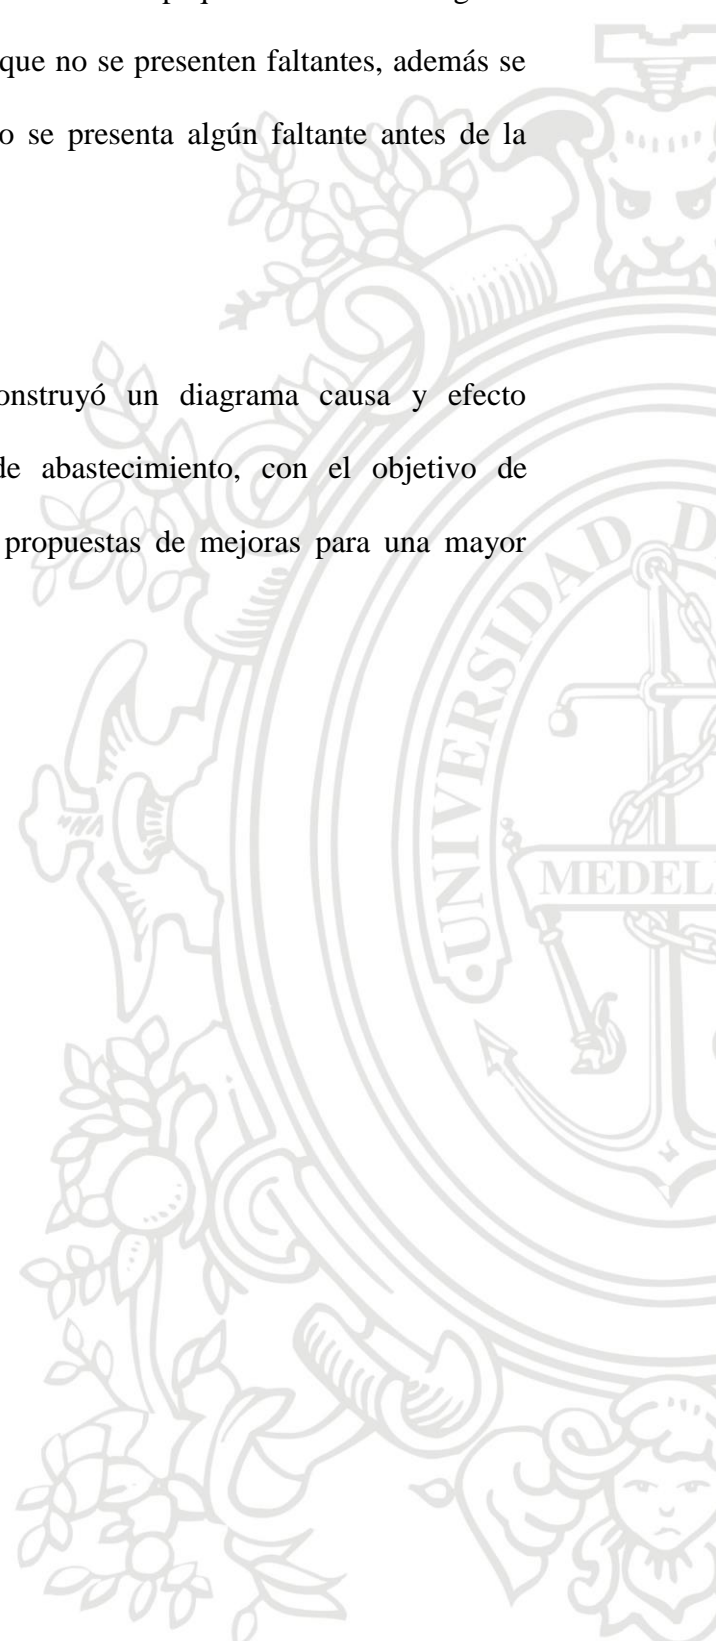 que no se presenten faltantes, además se
o se presenta algún faltante antes de la
onstruyó un diagrama causa y efecto
de abastecimiento, con el objetivo de
propuestas de mejoras para una mayor
UNIVERSIDAD D
MEDEL